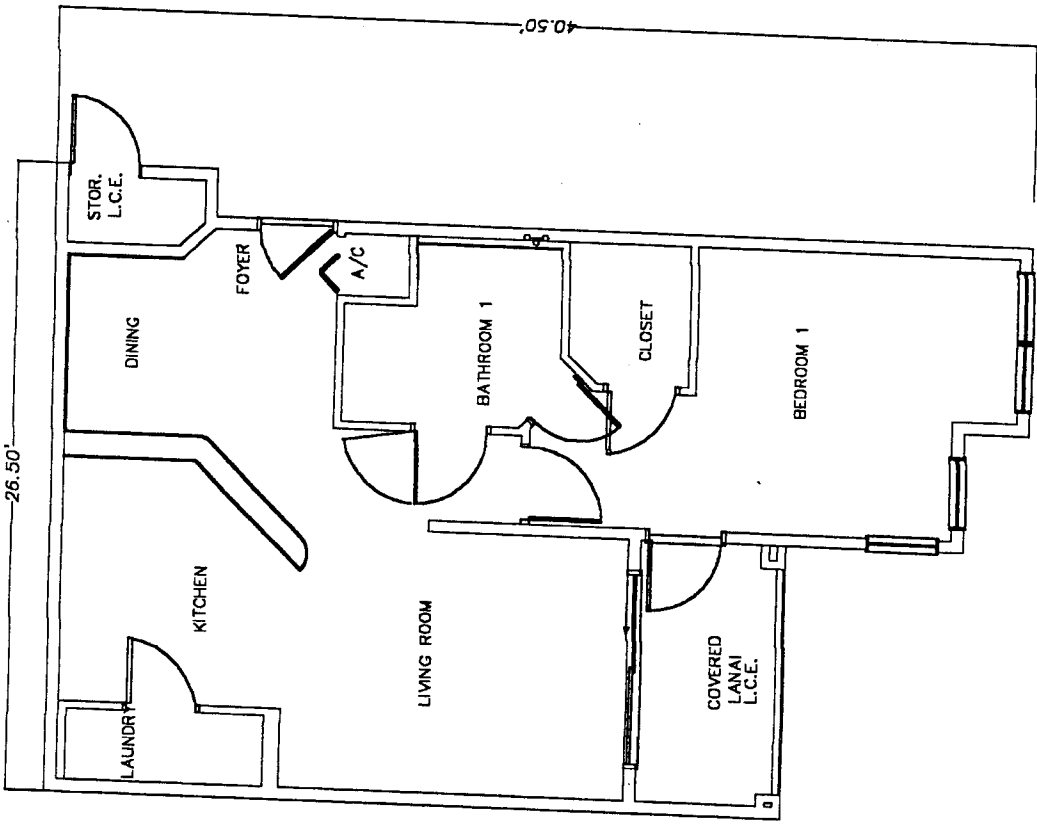 40.50'
26.50'
STOR.
L.C.E.
FOYER
A/C
DINING
BATHROOM 1
CLOSET
BEDROOM 1
KITCHEN
LIVING ROOM
LAUNDRY
COVERED
LANAI
L.C.E.